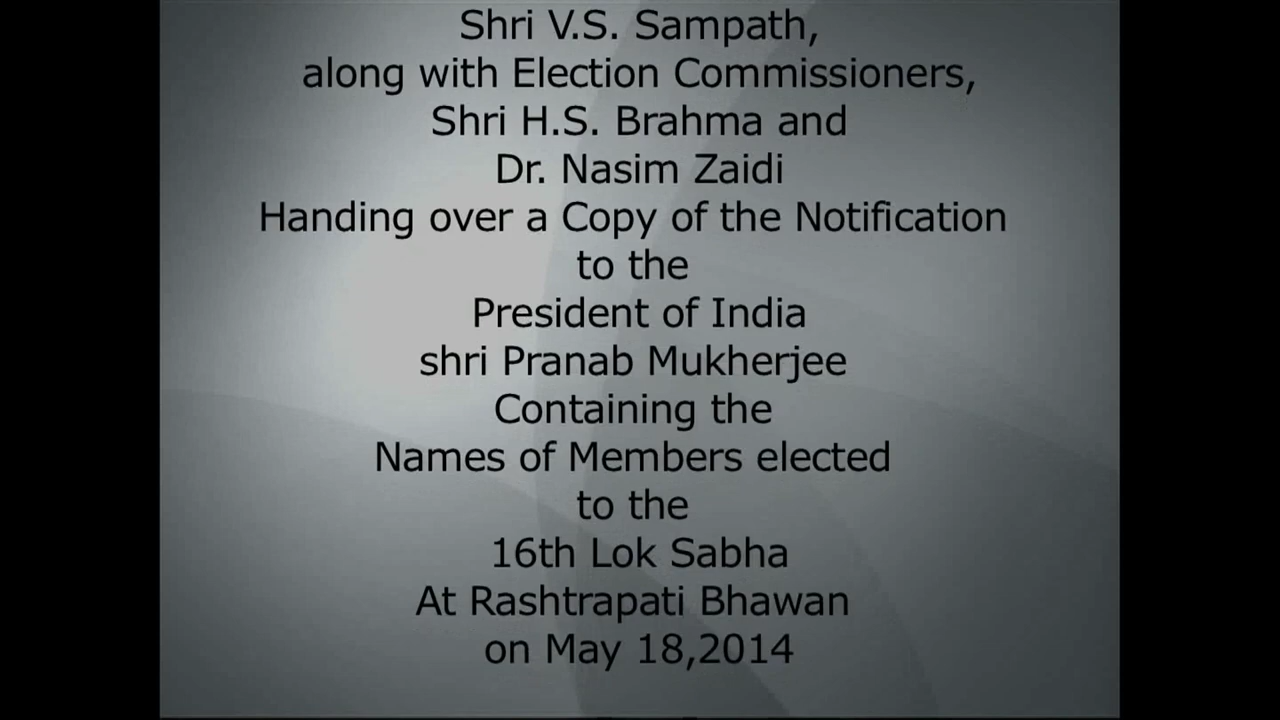 Shri V.S. Sampath,
along with Election Commissioners,
Shri H.S. Brahma and
Dr. Nasim Zaidi
Handing over a Copy of the Notification
to the
President of India
shri Pranab Mukherjee
Containing the
Names of Members elected
to the
16th Lok Sabha
At Rashtrapati Bhawan
on May 18,2014